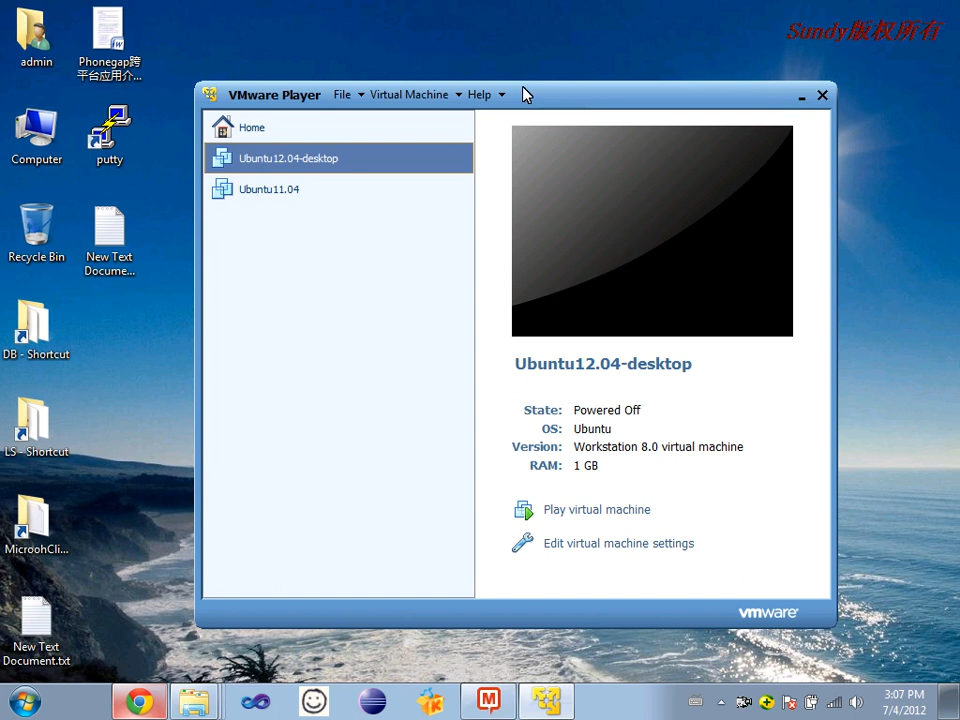 Sundy版权所有
admin
Phonegap跨
平台应用介...
Computer
putty
Recycle Bin
New Text
Docume...
DB - Shortcut
LS - Shortcut
MicroohCli...
New Text
Document.txt
VMware Player File Virtual Machine Help
Home
Ubuntu12.04-desktop
Ubuntu11.04
Ubuntu12.04-desktop
State: Powered Off
OS: Ubuntu
Version: Workstation 8.0 virtual machine
RAM: 1 GB
Play virtual machine
Edit virtual machine settings
vmware
3:07 PM
7/4/2012